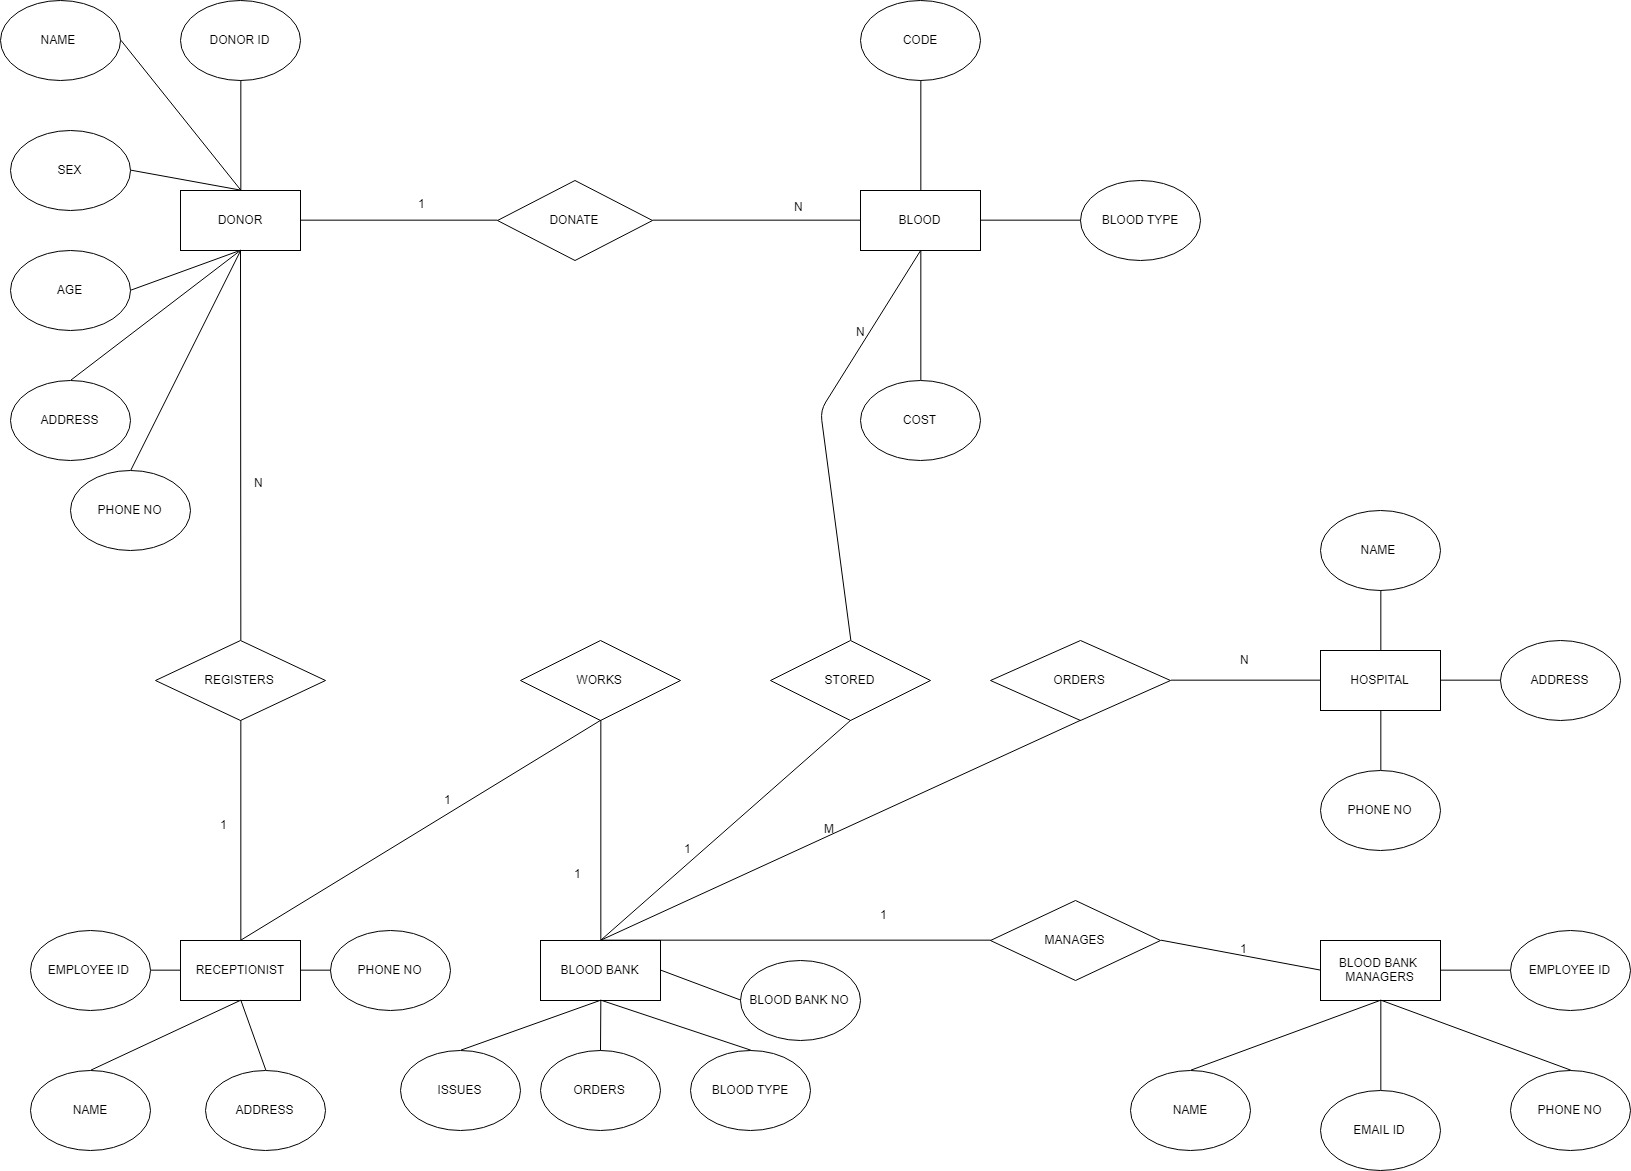 NAME
DONOR ID
CODE
SEX
DONOR
1
DONATE
N
BLOOD
BLOOD TYPE
AGE
N
ADDRESS
COST
N
PHONE NO
NAME
REGISTERS
WORKS
STORED
ORDERS
N
HOSPITAL
ADDRESS
1
1
M
PHONE NO
1
1
1
MANAGES
1
EMPLOYEE ID
RECEPTIONIST
PHONE NO
BLOOD BANK
BLOOD BANK NO
BLOOD BANK
MANAGERS
EMPLOYEE ID
NAME
ADDRESS
ISSUES
ORDERS
BLOOD TYPE
NAME
EMAIL ID
PHONE NO